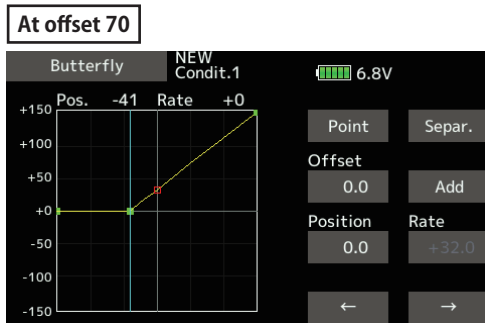 At offset 70
Butterfly
NEW
Condit.1
6.8V
Pos. -41 Rate +0
+150
+100
+50
+0
-50
-100
-150
Point Separ.
Offset
0.0 Add
Position Rate
0.0 +32.0
← →